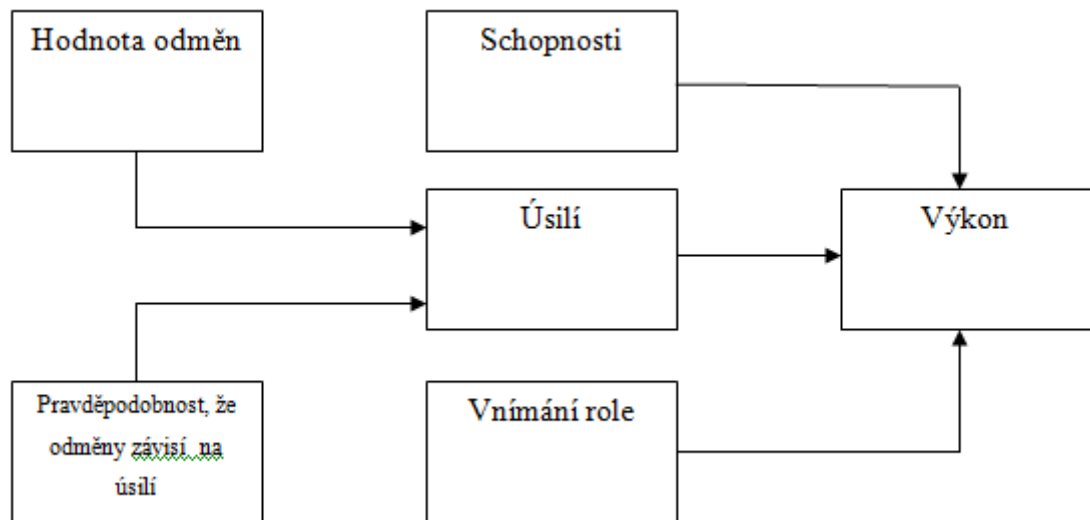 Hodnota odměn
Schopnosti
Úsilí
Výkon
Pravděpodobnost, že
odměny závisí na
úsilí
Vnímání role